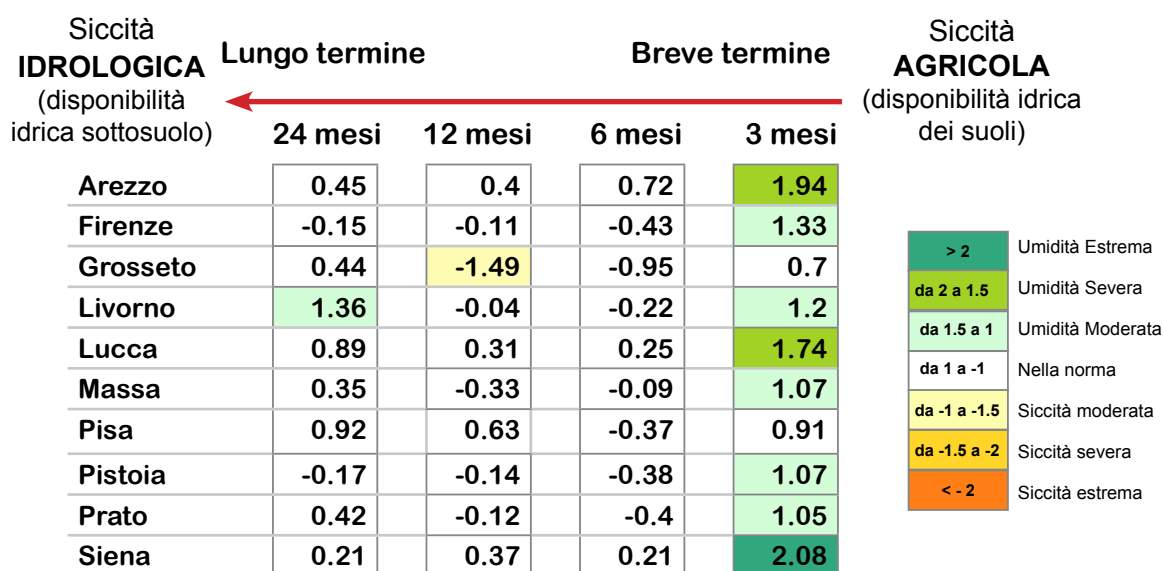 Siccità
IDROLOGICA
(disponibilità
idrica sottosuolo)
Lungo termine
Breve termine
Siccità
AGRICOLA
(disponibilità idrica
dei suoli)
24 mesi 12 mesi 6 mesi 3 mesi
Arezzo 0.45 0.4 0.72 1.94
Firenze -0.15 -0.11 -0.43 1.33
Grosseto 0.44 -1.49 -0.95 0.7
Livorno 1.36 -0.04 -0.22 1.2
Lucca 0.89 0.31 0.25 1.74
Massa 0.35 -0.33 -0.09 1.07
Pisa 0.92 0.63 -0.37 0.91
Pistoia -0.17 -0.14 -0.38 1.07
Prato 0.42 -0.12 -0.4 1.05
Siena 0.21 0.37 0.21 2.08
> 2 Umidità Estrema
da 2 a 1.5 Umidità Severa
da 1.5 a 1 Umidità Moderata
da 1 a -1 Nella norma
da -1 a -1.5 Siccità moderata
da -1.5 a -2 Siccità severa
< - 2 Siccità estrema